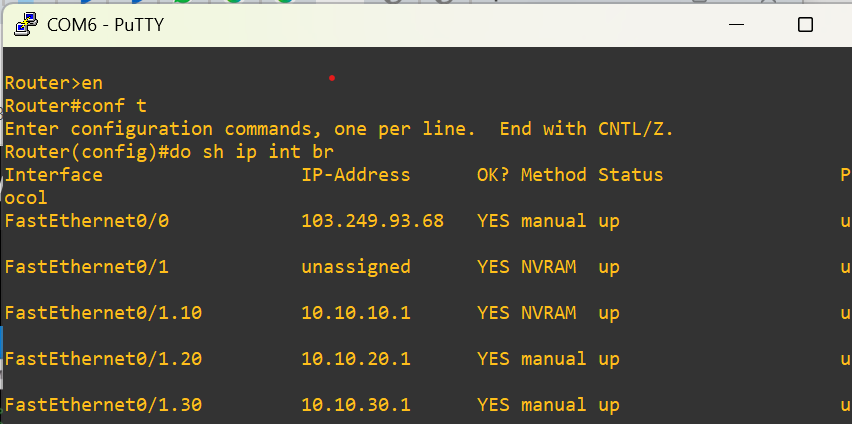 COM6 - PuTTY
Router>en
Router#conf t
Enter configuration commands, one per line.  End with CNTL/Z.
Router(config)#do sh ip int br
Interface                  IP-Address      OK? Method Status                P
ocol
FastEthernet0/0            103.249.93.68   YES manual up                    u
FastEthernet0/1            unassigned      YES NVRAM  up                    u
FastEthernet0/1.10         10.10.10.1      YES NVRAM  up                    u
FastEthernet0/1.20         10.10.20.1      YES manual up                    u
FastEthernet0/1.30         10.10.30.1      YES manual up                    u